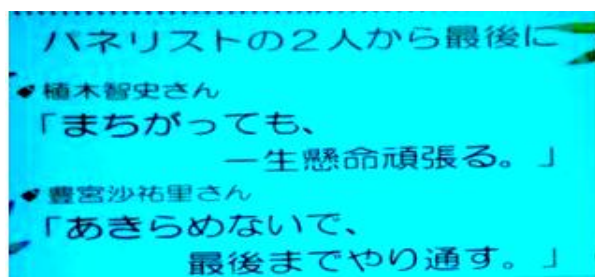 パネリストの2人から最後に
植木智史さん
「まちがっても、
一生懸命頑張る。」
豊宮沙祐里さん
「あきらめないで、
最後までやり通す。」